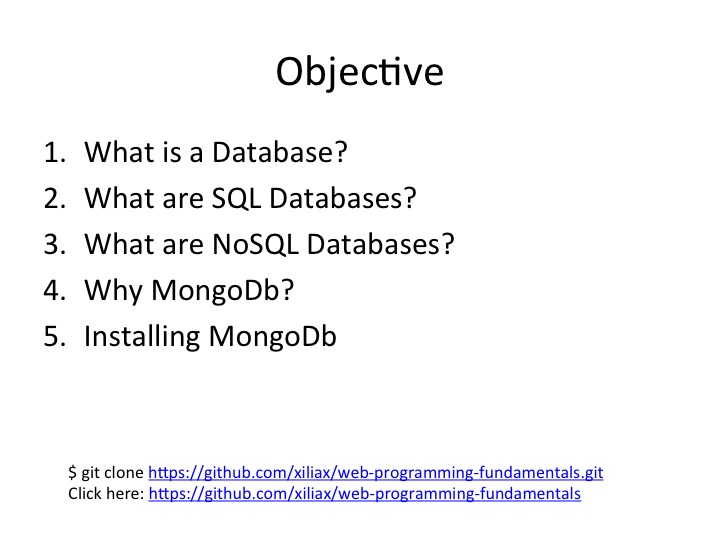 Objective
1. What is a Database?
2. What are SQL Databases?
3. What are NoSQL Databases?
4. Why MongoDb?
5. Installing MongoDb
$ git clone https://github.com/xiliax/web-programming-fundamentals.git
Click here: https://github.com/xiliax/web-programming-fundamentals